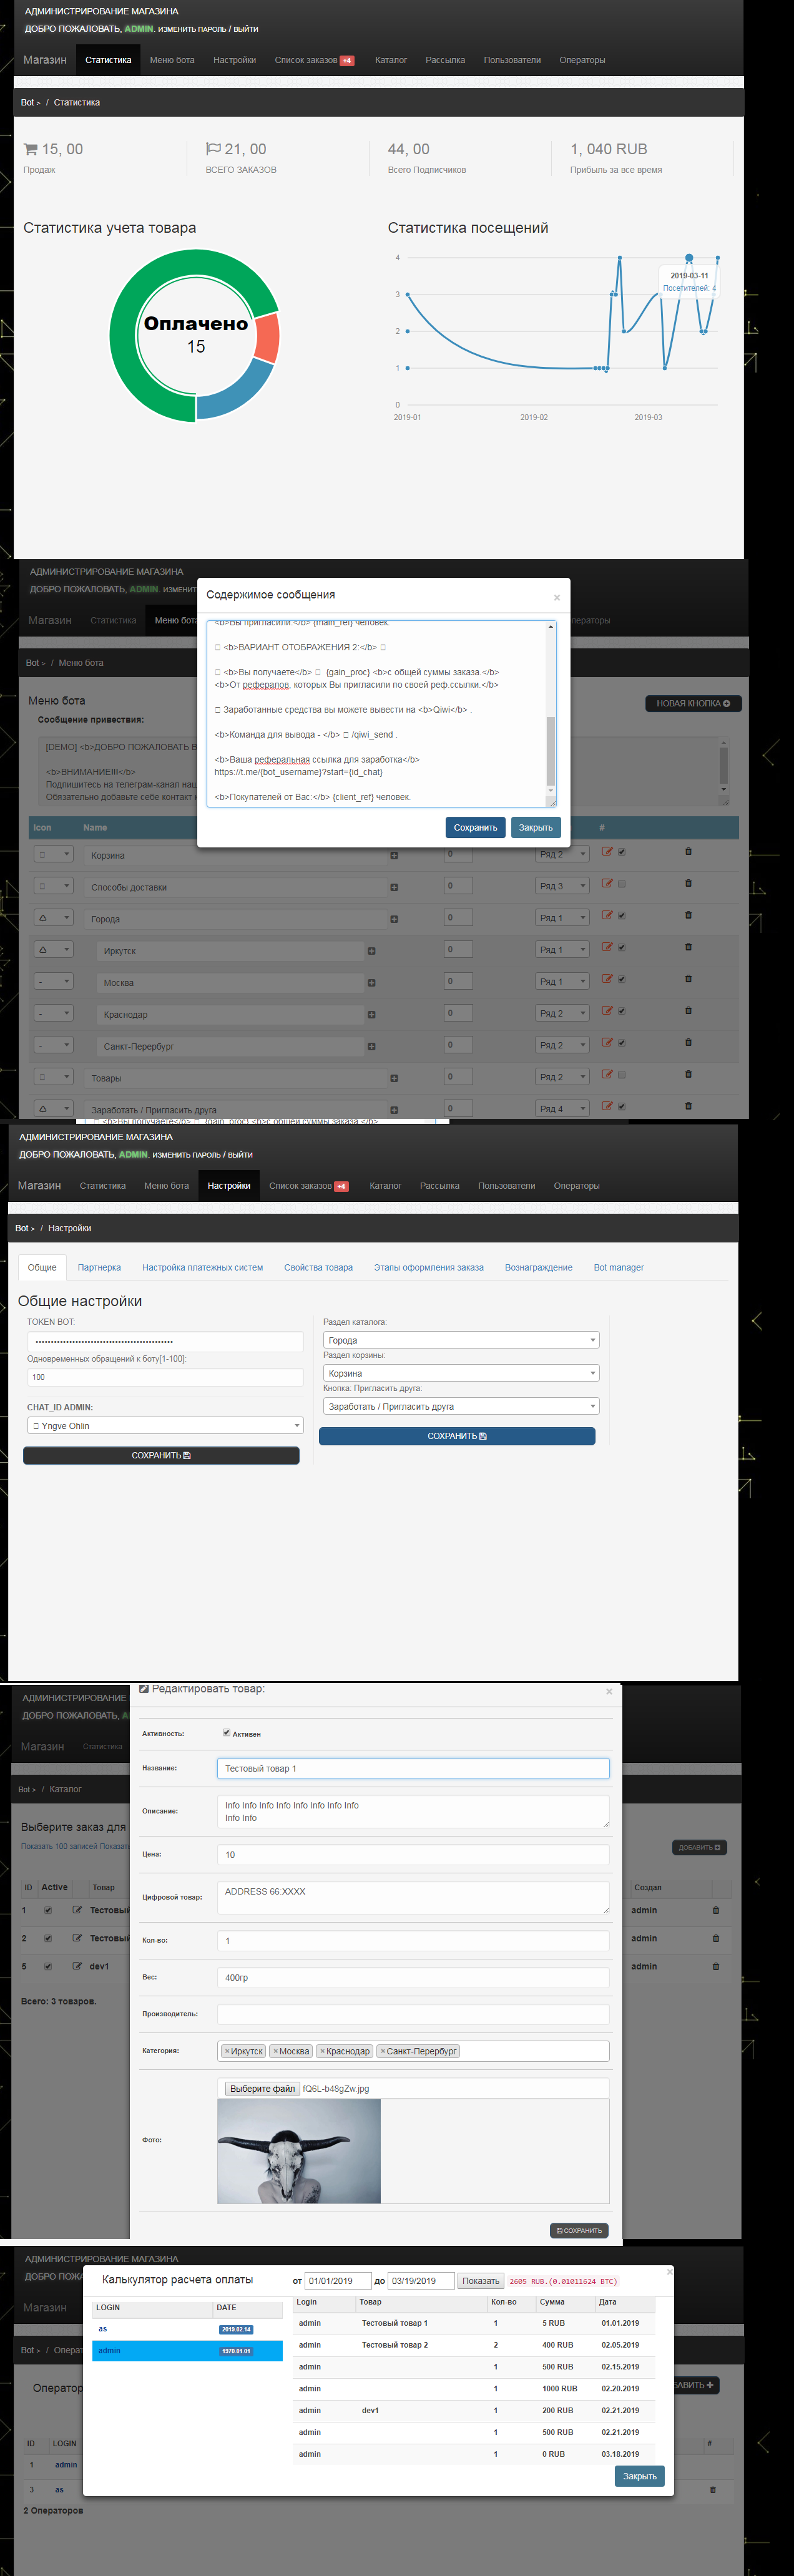 АДМИНИСТРИРОВАНИЕ МАГАЗИНА
ДОБРО ПОЖАЛОВАТЬ, ADMIN. ИЗМЕНИТЬ ПАРОЛЬ / ВЫЙТИ
Магазин Статистика Меню бота Настройки Список заказов +4 Каталог Рассылка Пользователи Операторы
Bot > / Статистика
15, 00 21, 00 44, 00 1, 040 RUB
Продаж ВСЕГО ЗАКАЗОВ Всего Подписчиков Прибыль за все время
Статистика учета товара Статистика посещений
Оплачено
15
4
3
2
1
0
2019-03-11
Посетителей: 4
2019-01 2019-02 2019-03
АДМИНИСТРИРОВАНИЕ МАГАЗИНА
ДОБРО ПОЖАЛОВАТЬ, ADMIN. ИЗМЕНИТ
Магазин Статистика Меню бота ператоры
Bot > / Меню бота
Содержимое сообщения ×
<b>Вы пригласили:</b> {main_ref} человек.
<b>ВАРИАНТ ОТОБРАЖЕНИЯ 2:</b>
<b>Вы получаете</b> {gain_proc} <b>с общей суммы заказа.</b>
<b>От рефералов, которых Вы пригласили по своей реф.ссылки.</b>
Заработанные средства вы можете вывести на <b>Qiwi</b> .
<b>Команда для вывода - </b> /qiwi_send .
<b>Ваша реферальная ссылка для заработка</b>
https://t.me/{bot_username}?start={id_chat}
<b>Покупателей от Вас:</b> {client_ref} человек.
Сохранить Закрыть
Меню бота НОВАЯ КНОПКА
Сообщение привествия:
[DEMO] <b>ДОБРО ПОЖАЛОВАТЬ В
<b>ВНИМАНИЕ!!!</b>
Подпишитесь на телеграм-канал наш
Обязательно добавьте себе контакт
Icon Name #
Корзина 0 Ряд 2
Способы доставки 0 Ряд 3
Города 0 Ряд 1
Иркутск 0 Ряд 1
- Москва 0 Ряд 1
- Краснодар 0 Ряд 2
- Санкт-Перербург 0 Ряд 2
Товары 0 Ряд 2
Заработать / Пригласить друга 0 Ряд 4
<b>Вы получаете</b> {gain_proc} <b>с общей суммы заказа.</b>
АДМИНИСТРИРОВАНИЕ МАГАЗИНА
ДОБРО ПОЖАЛОВАТЬ, ADMIN. ИЗМЕНИТЬ ПАРОЛЬ / ВЫЙТИ
Магазин Статистика Меню бота Настройки Список заказов +4 Каталог Рассылка Пользователи Операторы
Bot > / Настройки
Общие Партнерка Настройка платежных систем Свойства товара Этапы оформления заказа Вознаграждение Bot manager
Общие настройки
TOKEN BOT: Раздел каталога:
Города
Одновременных обращений к боту[1-100]: Раздел корзины:
100 Корзина
Кнопка: Пригласить друга:
CHAT_ID ADMIN: Заработать / Пригласить друга
Yngve Ohlin
СОХРАНИТЬ СОХРАНИТЬ
АДМИНИСТРИРОВАНИЕ
ДОБРО ПОЖАЛОВАТЬ, A
Магазин Статистика
Bot > / Каталог
Выберите заказ для
Показать 100 записей Показат ДОБАВИТЬ
ID Active Товар Создал
1 Тестовый admin
2 Тестовый admin
5 dev1 admin
Всего: 3 товаров.
Редактировать товар: ×
Активность: Активен
Название: Тестовый товар 1
Описание: Info Info Info Info Info Info Info Info
Info Info
Цена: 10
Цифровой товар: ADDRESS 66:XXXX
Кол-во: 1
Вес: 400гр
Производитель:
Категория: ×Иркутск ×Москва ×Краснодар ×Санкт-Перербург
Выберите файл fQ6L-b48gZw.jpg
Фото:
СОХРАНИТЬ
АДМИНИСТРИРОВАНИЕ МАГАЗИНА
ДОБРО ПОЖА
Магазин
Bot > / Операт
Оператор БАВИТЬ
ID LOGIN #
1 admin
3 as
2 Операторов
Калькулятор расчета оплаты от 01/01/2019 до 03/19/2019 Показать 2605 RUB.(0.01011624 BTC) ×
LOGIN DATE
as 2019.02.14
admin 1970.01.01
Login Товар Кол-во Сумма Дата
admin Тестовый товар 1 1 5 RUB 01.01.2019
admin Тестовый товар 2 2 400 RUB 02.05.2019
admin 1 500 RUB 02.15.2019
admin 1 1000 RUB 02.20.2019
admin dev1 1 200 RUB 02.21.2019
admin 1 500 RUB 02.21.2019
admin 1 0 RUB 03.18.2019
Закрыть